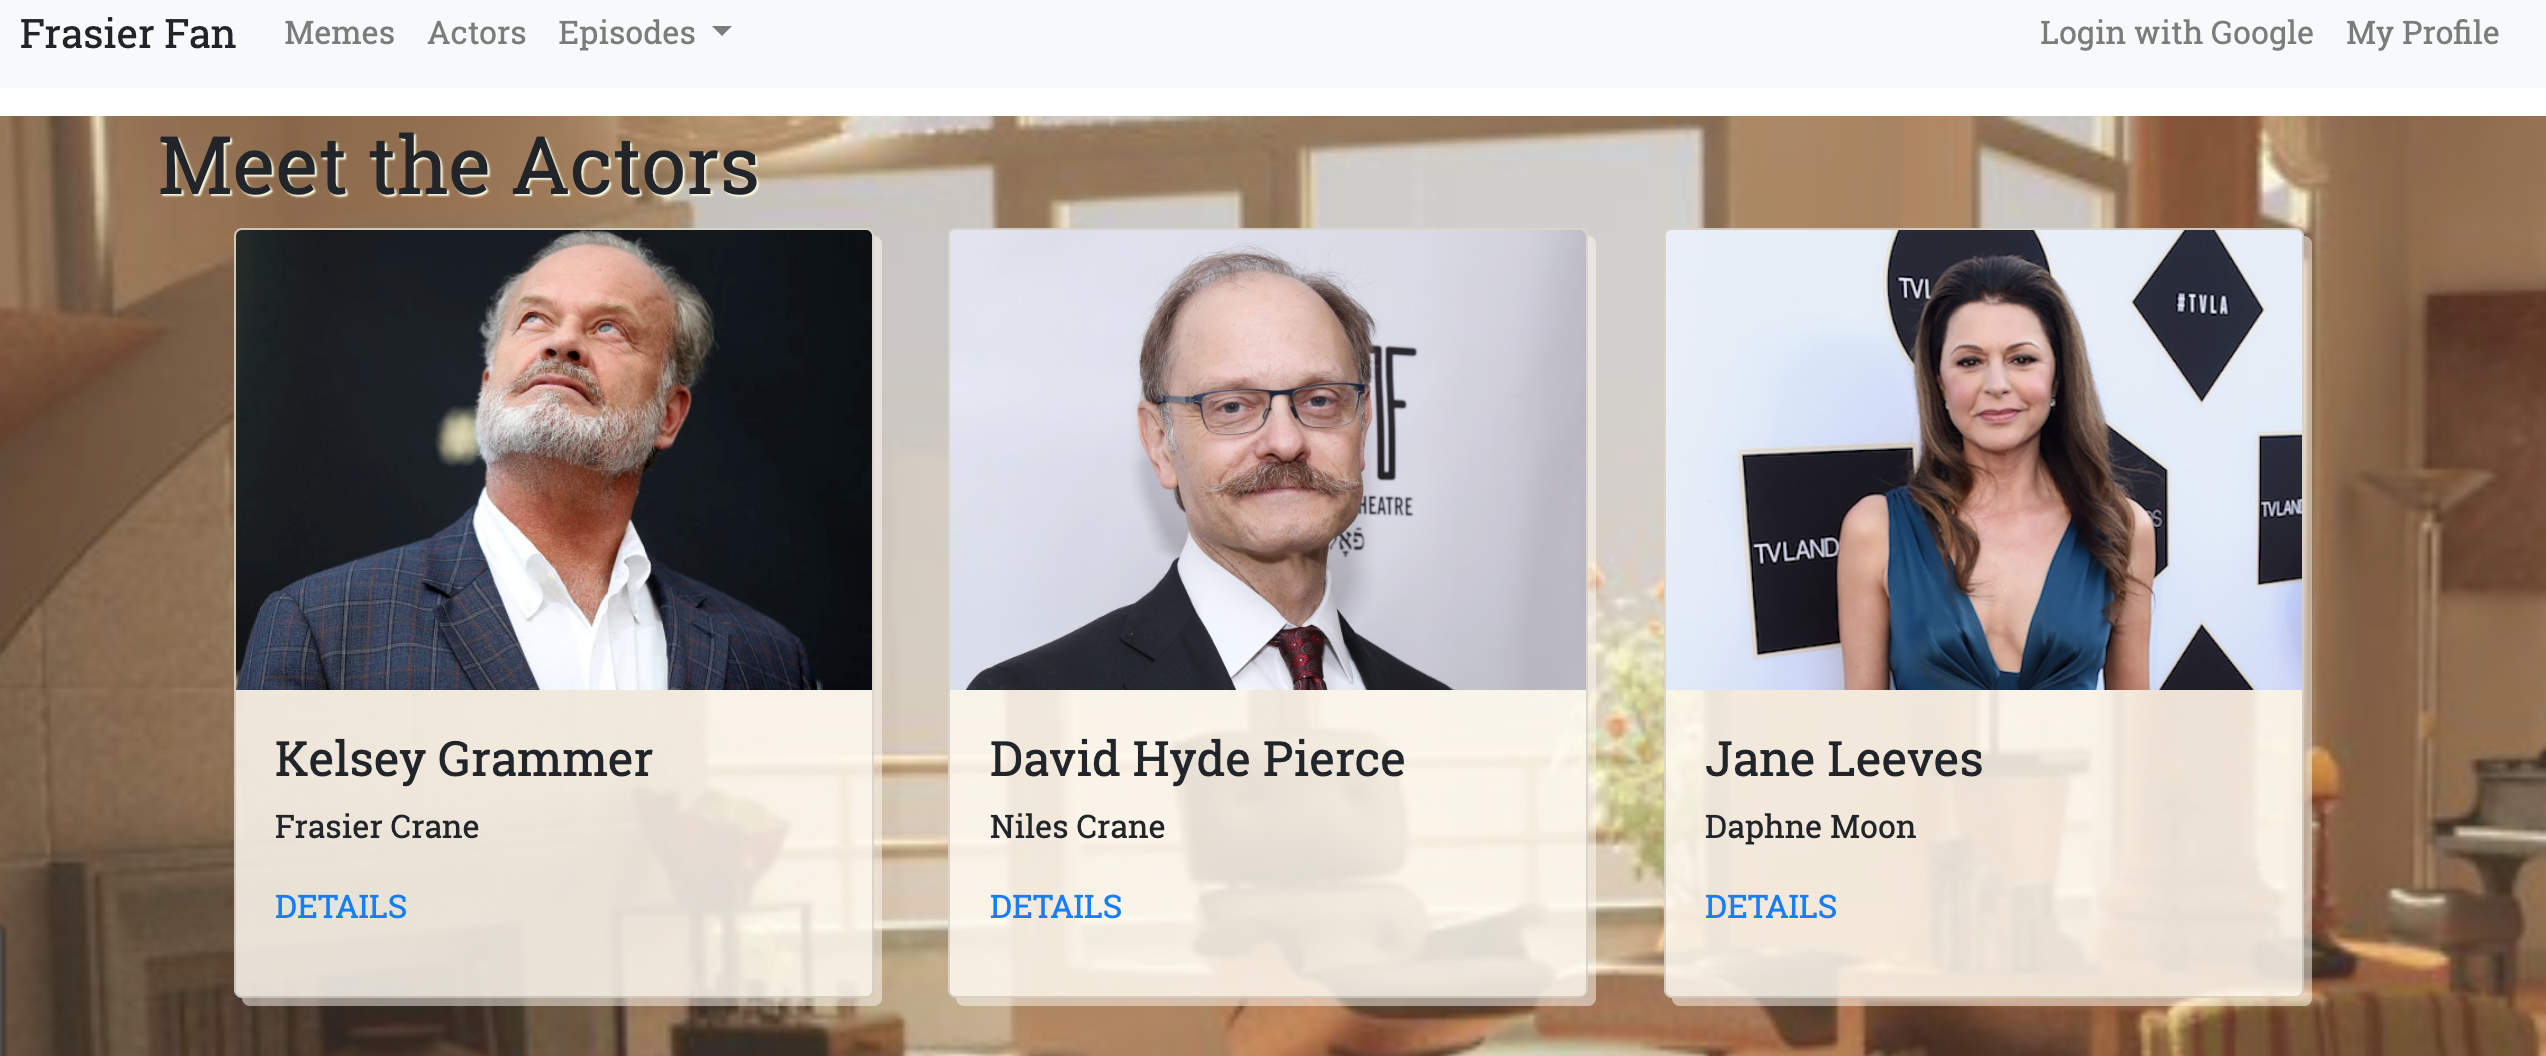 Frasier Fan Memes Actors Episodes Login with Google My Profile
Meet the Actors
TVL
#TVLA
HEATRE
TVLAND
TVLAN
Kelsey Grammer
Frasier Crane
DETAILS
David Hyde Pierce
Niles Crane
DETAILS
Jane Leeves
Daphne Moon
DETAILS